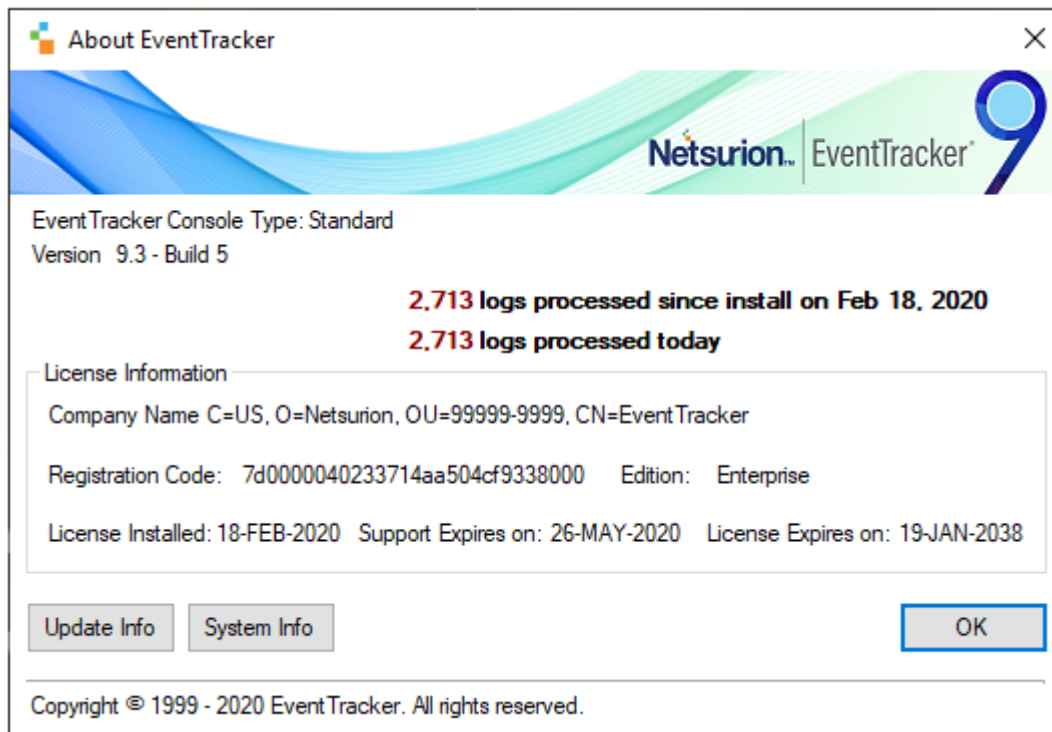 About EventTracker
Netsurion™ | EventTracker® 9
EventTracker Console Type: Standard
Version 9.3 - Build 5
2,713 logs processed since install on Feb 18, 2020
2,713 logs processed today
License Information
Company Name C=US, O=Netsurion, OU=99999-9999, CN=EventTracker
Registration Code: 7d0000040233714aa504cf9338000 Edition: Enterprise
License Installed: 18-FEB-2020 Support Expires on: 26-MAY-2020 License Expires on: 19-JAN-2038
Update Info System Info OK
Copyright © 1999 - 2020 EventTracker. All rights reserved.